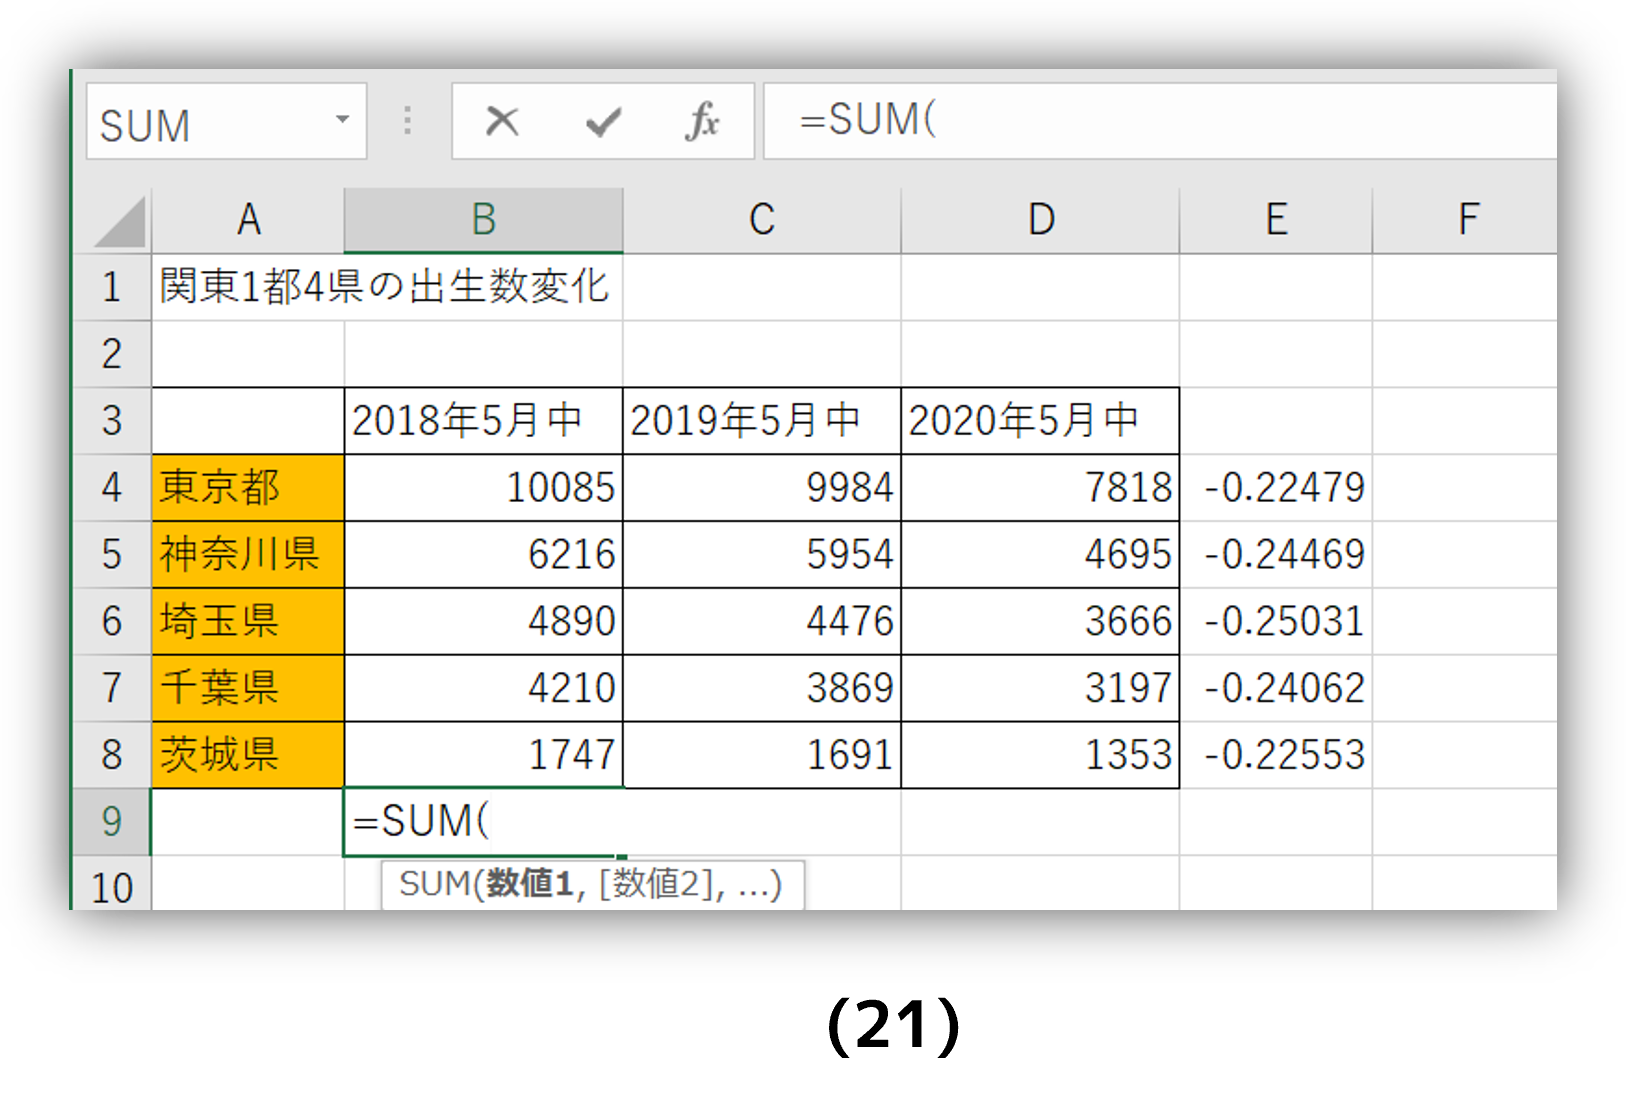 SUM =SUM(
A B C D E F
1 関東1都4県の出生数変化
2
3 2018年5月中 2019年5月中 2020年5月中
4 東京都 10085 9984 7818 -0.22479
5 神奈川県 6216 5954 4695 -0.24469
6 埼玉県 4890 4476 3666 -0.25031
7 千葉県 4210 3869 3197 -0.24062
8 茨城県 1747 1691 1353 -0.22553
9 =SUM(
10 SUM(数値1, [数値2], ...)
(21)